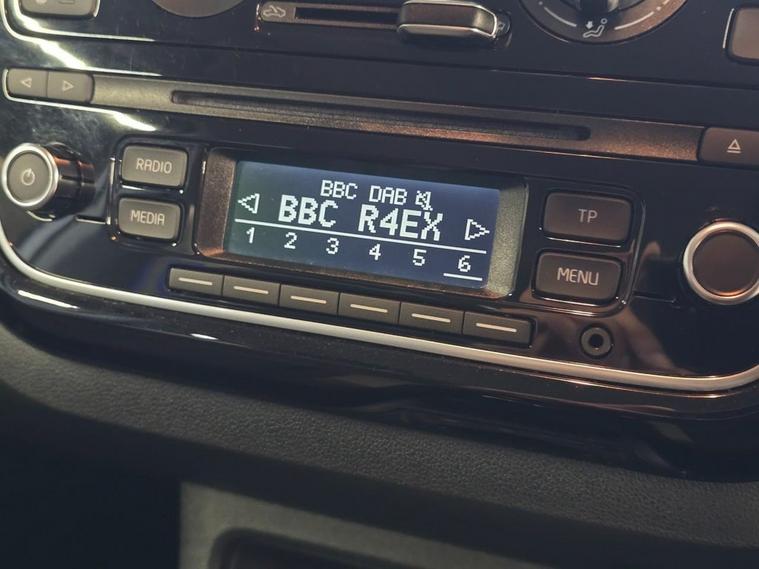 RADIO
MEDIA
BBC DAB
BBC R4EX
1 2 3 4 5 6
TP
MENU